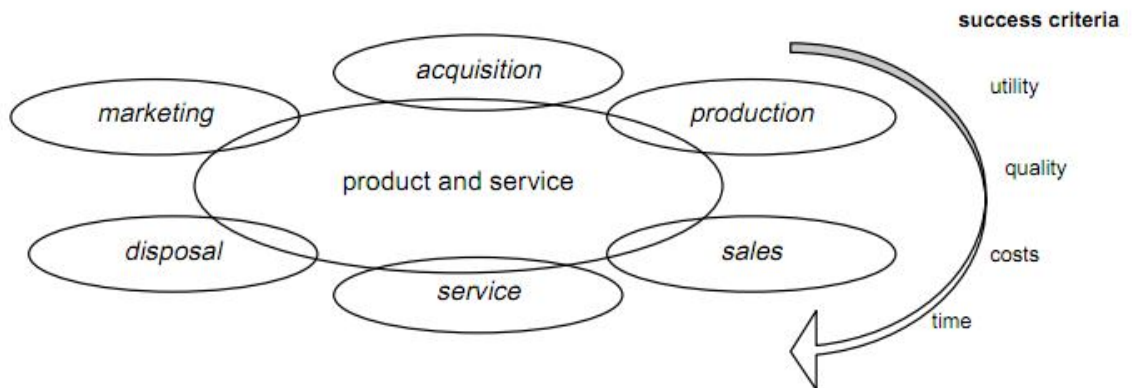 success criteria
acquisition
utility
marketing
production
quality
product and service
disposal
sales
costs
service
time